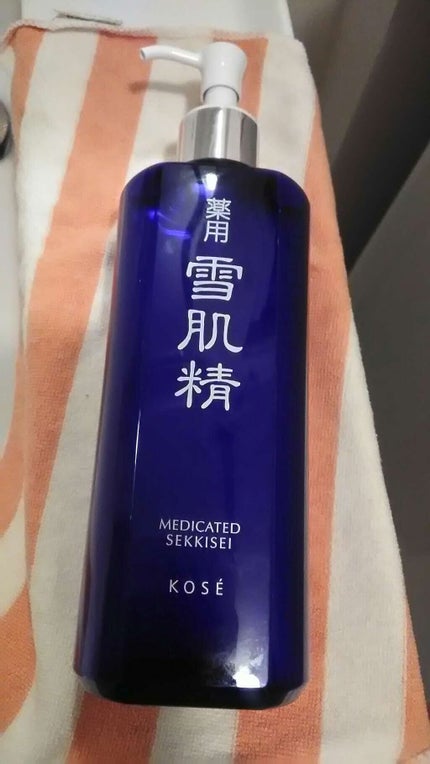 薬用
雪肌精
MEDICATED
SEKKISEI
KOSÉ